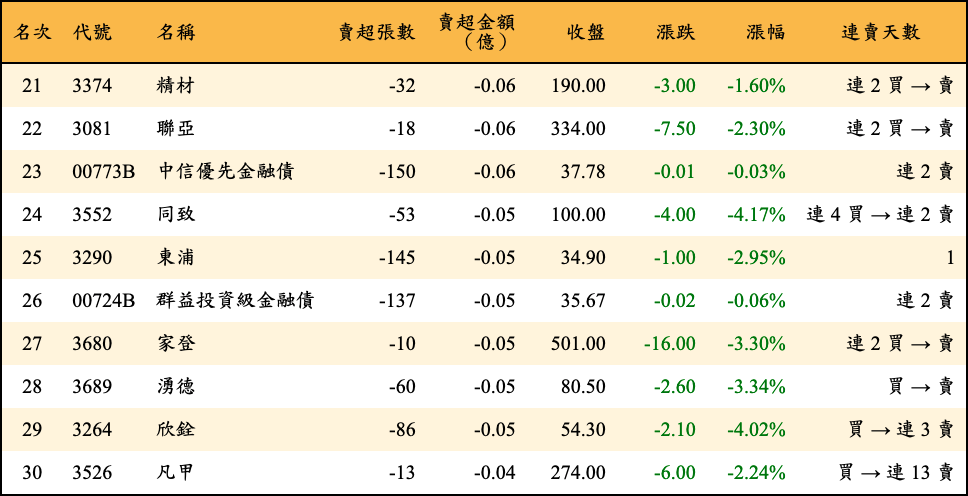 名次 代號 名稱 賣超張數 賣超金額（億） 收盤 漲跌 漲幅 連賣天數
21 3374 精材 -32 -0.06 190.00 -3.00 -1.60% 連 2 買 → 賣
22 3081 聯亞 -18 -0.06 334.00 -7.50 -2.30% 連 2 買 → 賣
23 00773B 中信優先金融債 -150 -0.06 37.78 -0.01 -0.03% 連 2 賣
24 3552 同致 -53 -0.05 100.00 -4.00 -4.17% 連 4 買 → 連 2 賣
25 3290 東浦 -145 -0.05 34.90 -1.00 -2.95% 1
26 00724B 群益投資級金融債 -137 -0.05 35.67 -0.02 -0.06% 連 2 賣
27 3680 家登 -10 -0.05 501.00 -16.00 -3.30% 連 2 買 → 賣
28 3689 湧德 -60 -0.05 80.50 -2.60 -3.34% 買 → 賣
29 3264 欣銓 -86 -0.05 54.30 -2.10 -4.02% 買 → 連 3 賣
30 3526 凡甲 -13 -0.04 274.00 -6.00 -2.24% 買 → 連 13 賣